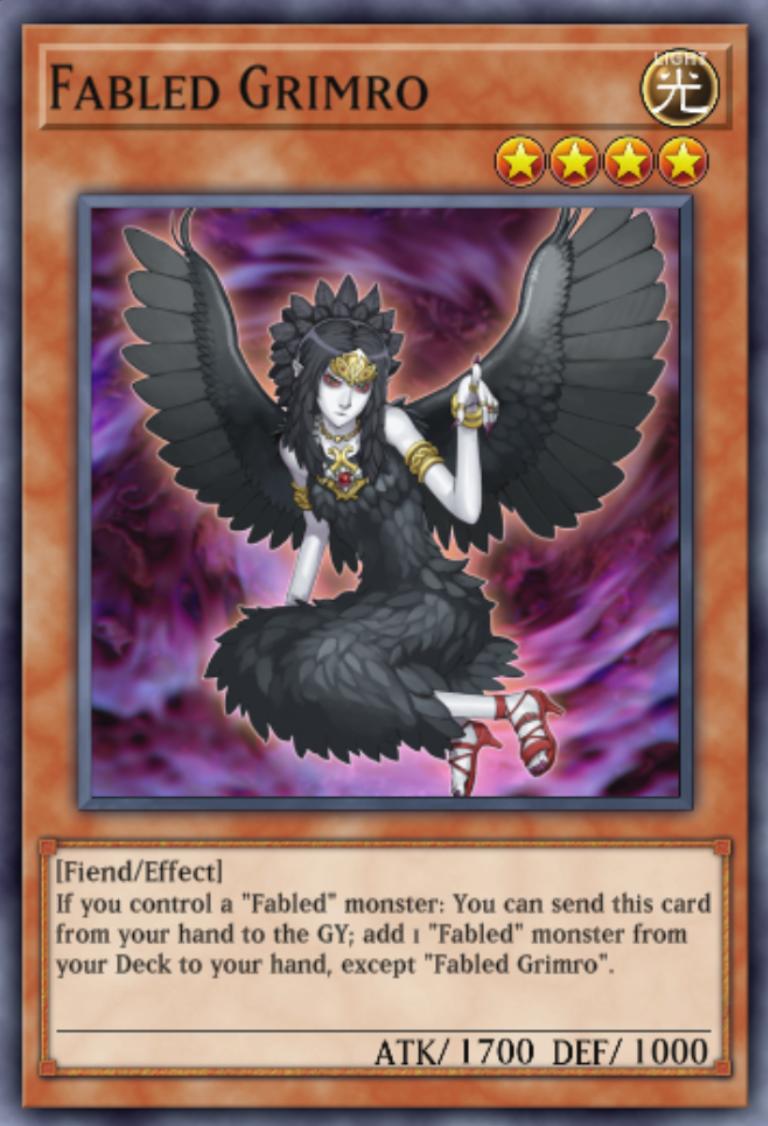 FABLED GRIMRO
LIGHT
光
[Fiend/Effect]
If you control a "Fabled" monster: You can send this card
from your hand to the GY; add 1 "Fabled" monster from
your Deck to your hand, except "Fabled Grimro".
ATK/ 1700 DEF/ 1000